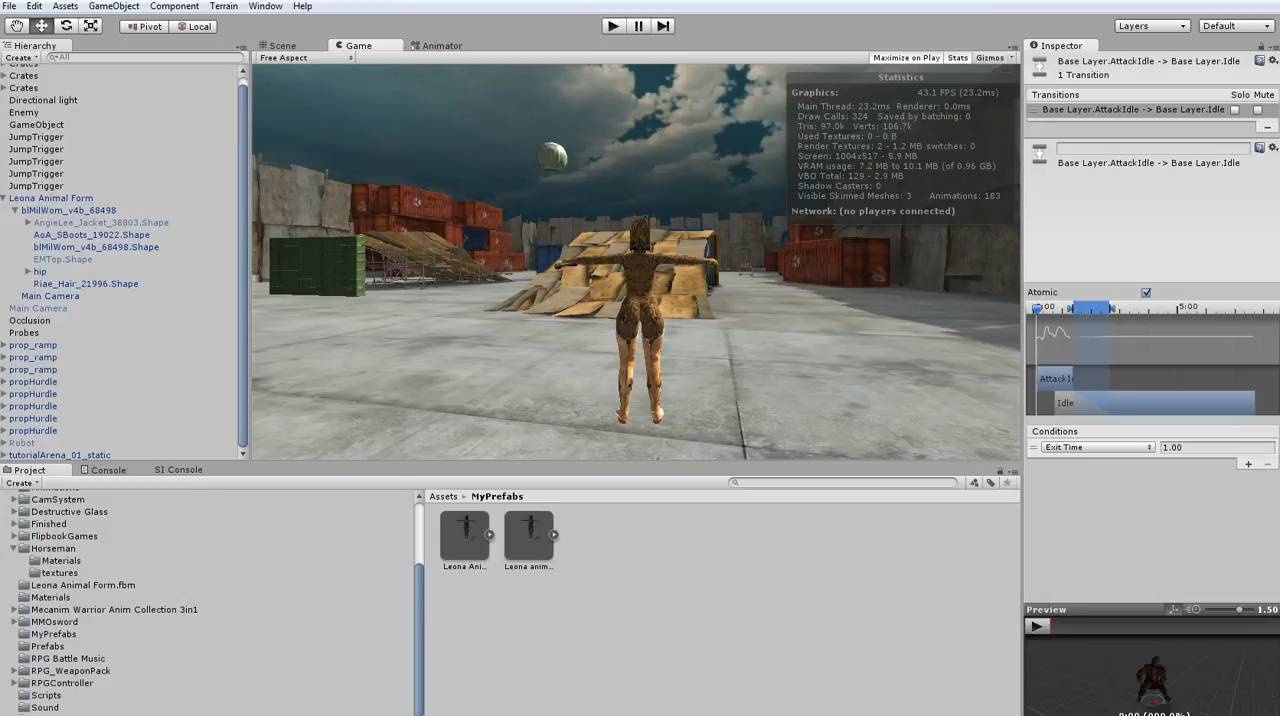 File Edit Assets GameObject Component Terrain Window Help
Pivot Local Layers Default
Hierarchy
Create All
Crates
Crates
Crates
Directional light
Enemy
GameObject
JumpTrigger
JumpTrigger
JumpTrigger
JumpTrigger
JumpTrigger
Leona Animal Form
blMilWom_v4b_68498
AngieLee_Jacket_38803.Shape
AoA_SBoots_19022.Shape
blMilWom_v4b_68498.Shape
EMTop.Shape
hip
Riae_Hair_21996.Shape
Main Camera
Main Camera
Occlusion
Probes
prop_ramp
prop_ramp
prop_ramp
propHurdle
propHurdle
propHurdle
propHurdle
propHurdle
Robot
tutorialArena_01_static
Scene Game Animator
Free Aspect Maximize on Play Stats Gizmos
Statistics
Graphics: 43.1 FPS (23.2ms)
Main Thread: 23.2ms Renderer: 0.0ms
Draw Calls: 324 Saved by batching: 0
Tris: 97.0k Verts: 106.7k
Used Textures: 0 - 0 B
Render Textures: 2 - 1.2 MB switches: 0
Screen: 1004x517 - 5.9 MB
VRAM usage: 7.2 MB to 10.1 MB (of 0.96 GB)
VBO Total: 129 - 2.9 MB
Shadow Casters: 0
Visible Skinned Meshes: 3 Animations: 183
Network: (no players connected)
Inspector
Base Layer.AttackIdle -> Base Layer.Idle
1 Transition
Transitions Solo Mute
Base Layer.AttackIdle -> Base Layer.Idle
Base Layer.AttackIdle -> Base Layer.Idle
Atomic
:00 5:00
AttackI
Idle
Conditions
Exit Time 1.00
Preview 1.50
Project Console SI Console
Create
CamSystem
Destructive Glass
Finished
FlipbookGames
Horseman
Materials
textures
Leona Animal Form.fbm
Materials
Mecanim Warrior Anim Collection 3in1
MMOsword
MyPrefabs
Prefabs
RPG Battle Music
RPG_WeaponPack
RPGController
Scripts
Sound
Assets MyPrefabs
Leona Ani... Leona anim...